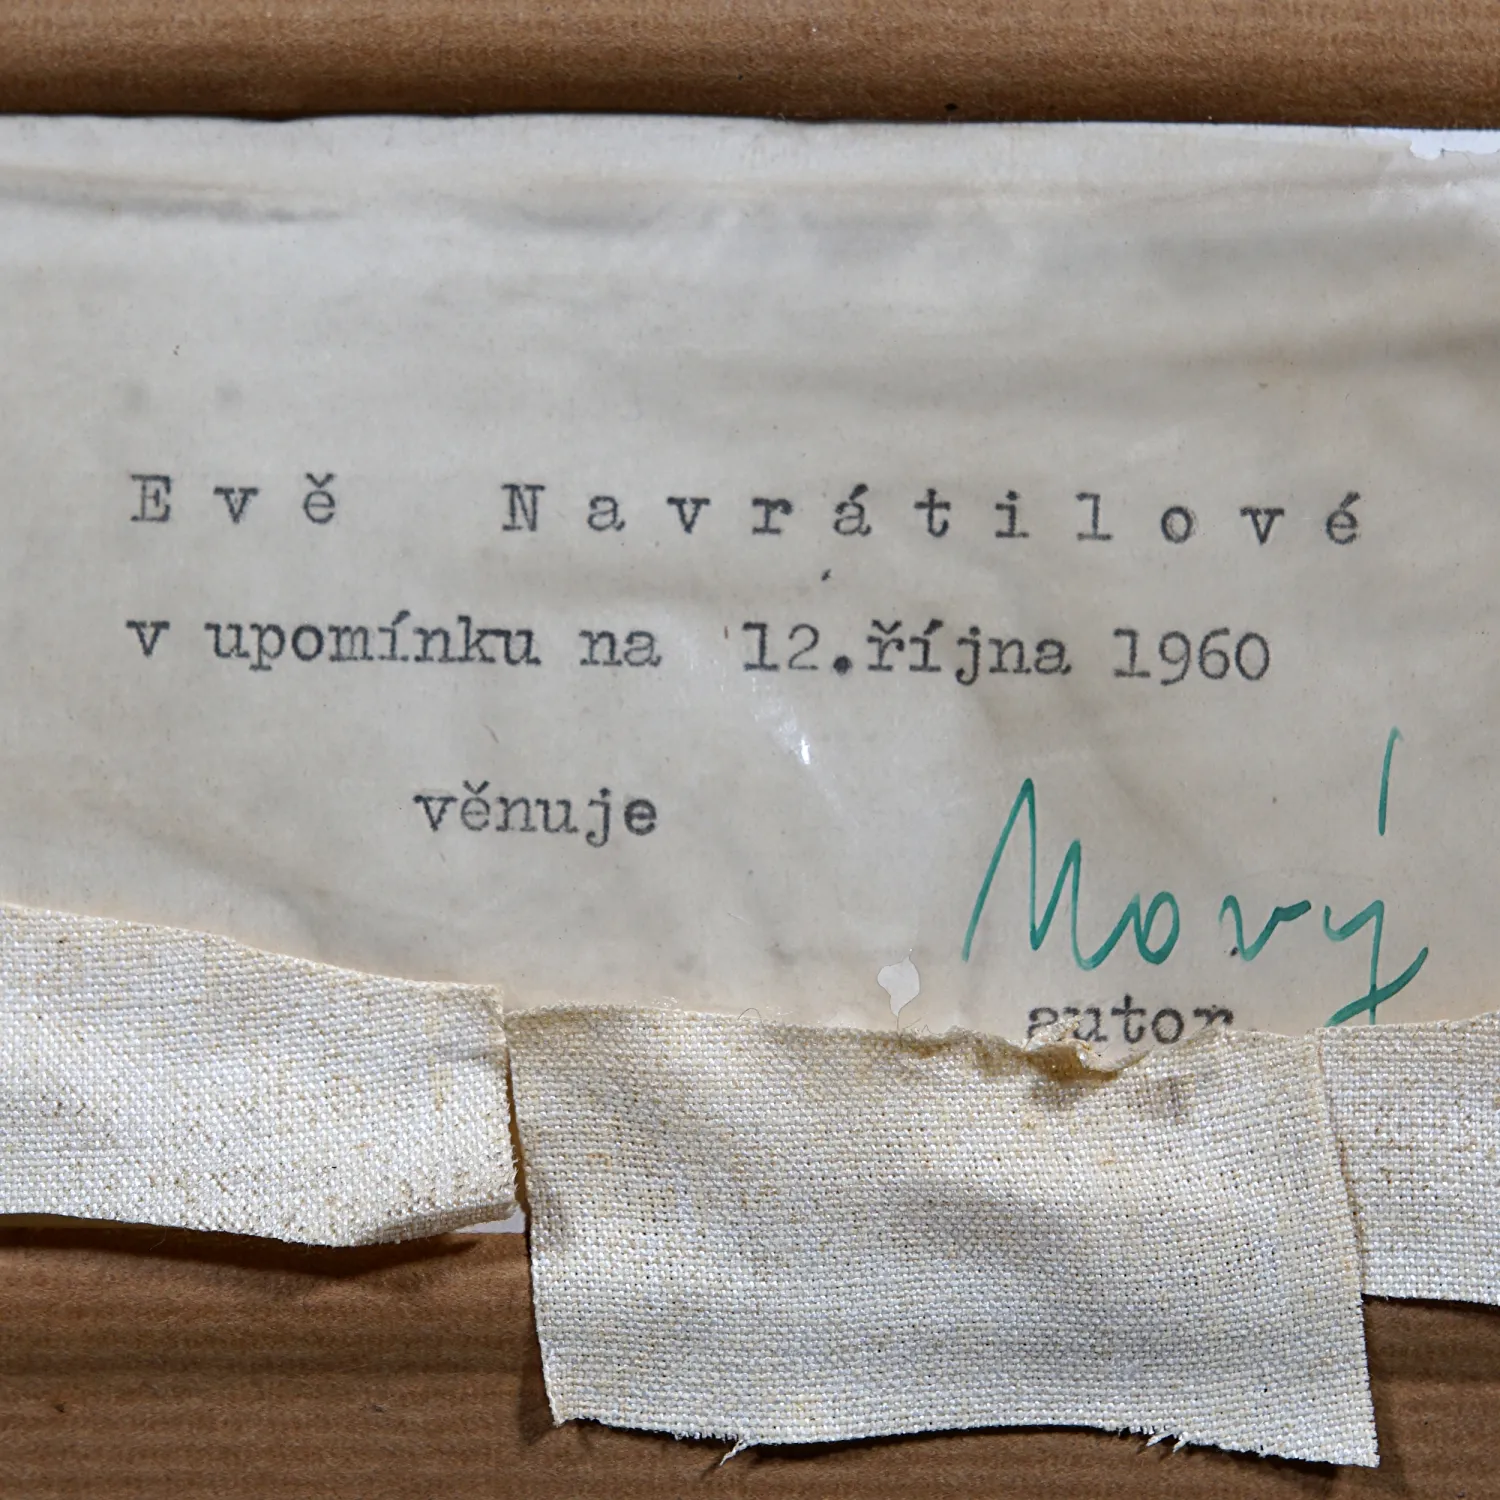 Evě Navrátilové
v upomínku na 12.října 1960
věnuje
Nový
autor